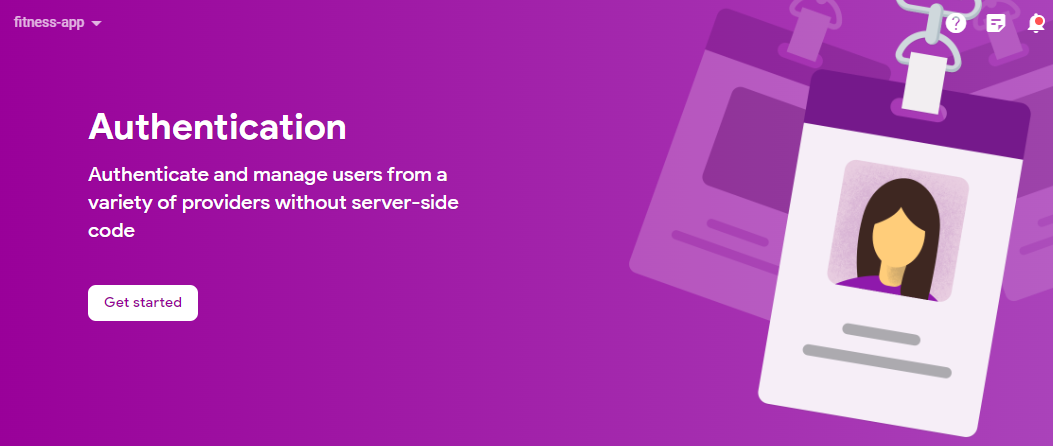 fitness-app
Authentication
Authenticate and manage users from a
variety of providers without server-side
code
Get started